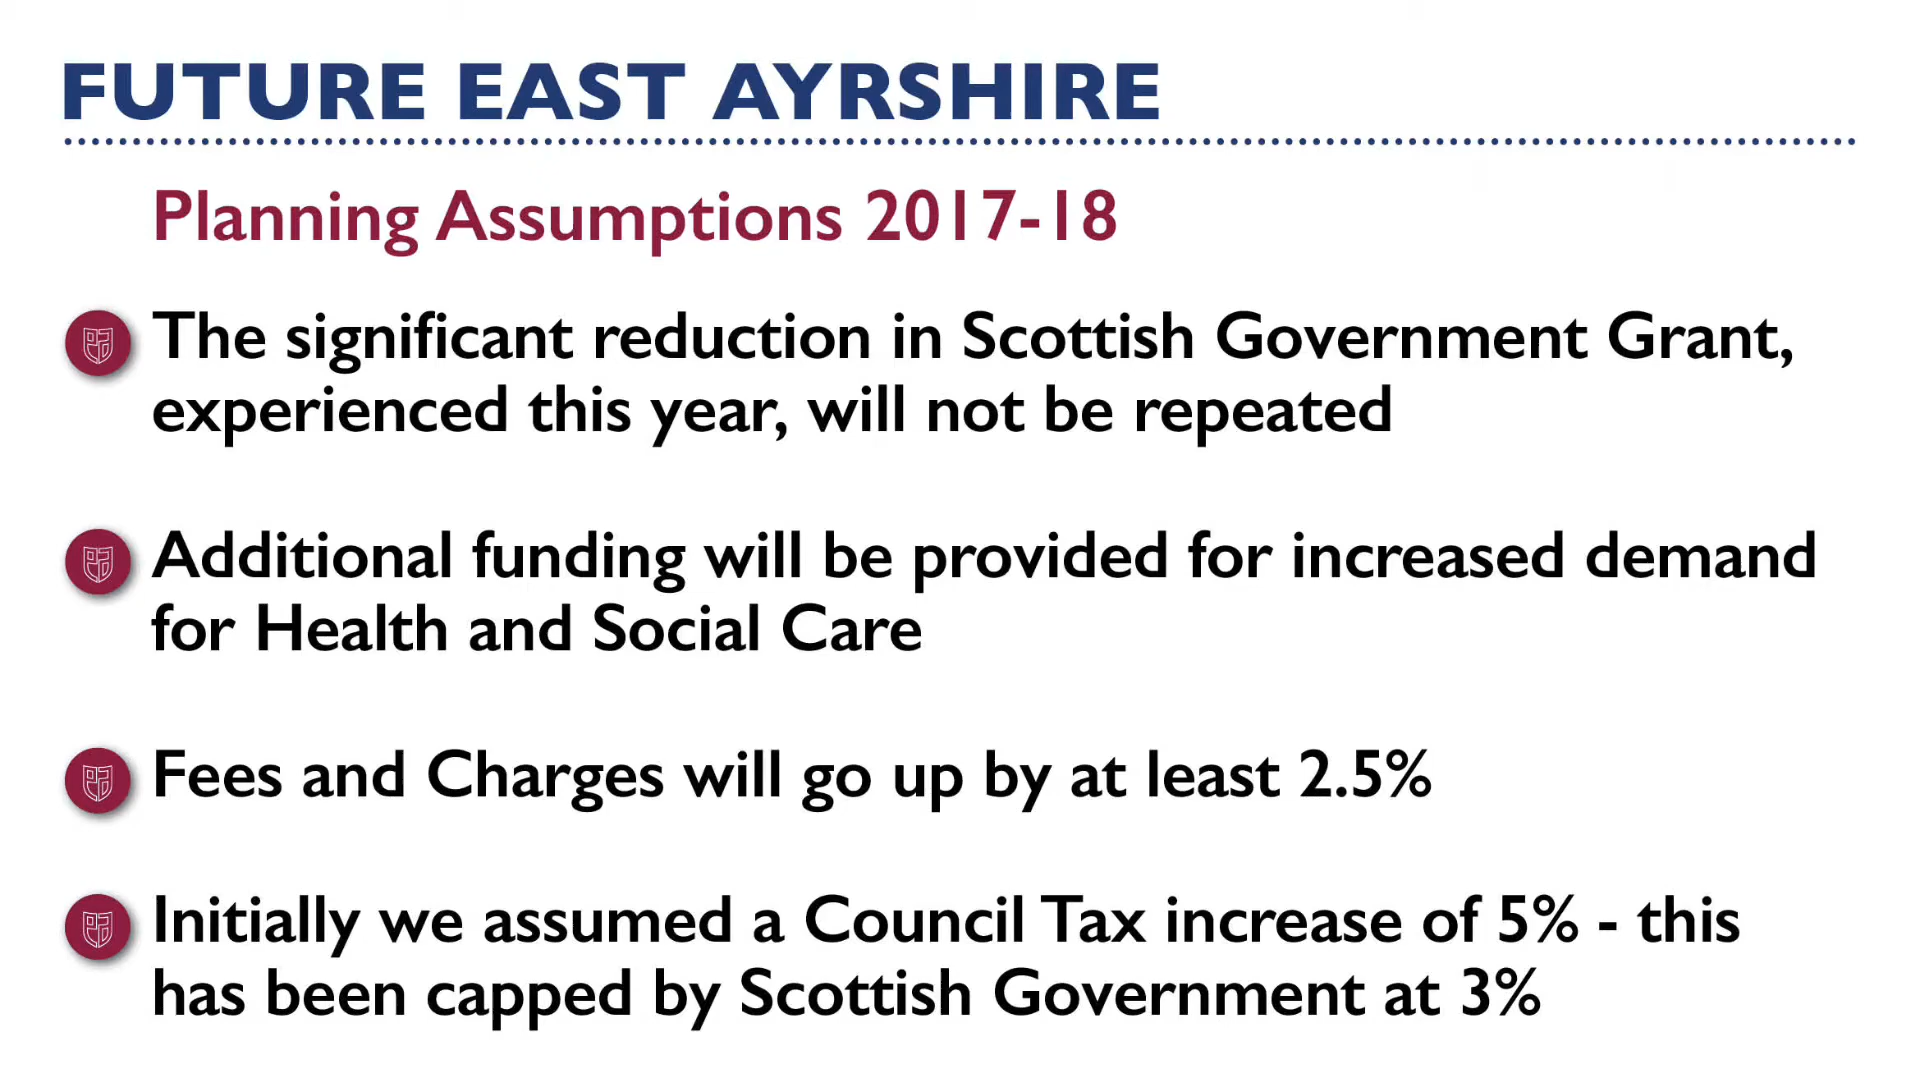 FUTURE EAST AYRSHIRE
Planning Assumptions 2017-18
The significant reduction in Scottish Government Grant,
experienced this year, will not be repeated
Additional funding will be provided for increased demand
for Health and Social Care
Fees and Charges will go up by at least 2.5%
Initially we assumed a Council Tax increase of 5% - this
has been capped by Scottish Government at 3%